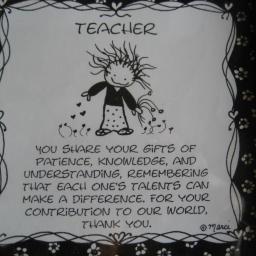 TEACHER
YOU SHARE YOUR GIFTS OF
PATIENCE, KNOWLEDGE, AND
UNDERSTANDING, REMEMBERING
THAT EACH ONE'S TALENTS CAN
MAKE A DIFFERENCE. FOR YOUR
CONTRIBUTION TO OUR WORLD,
THANK YOU.
© Marci